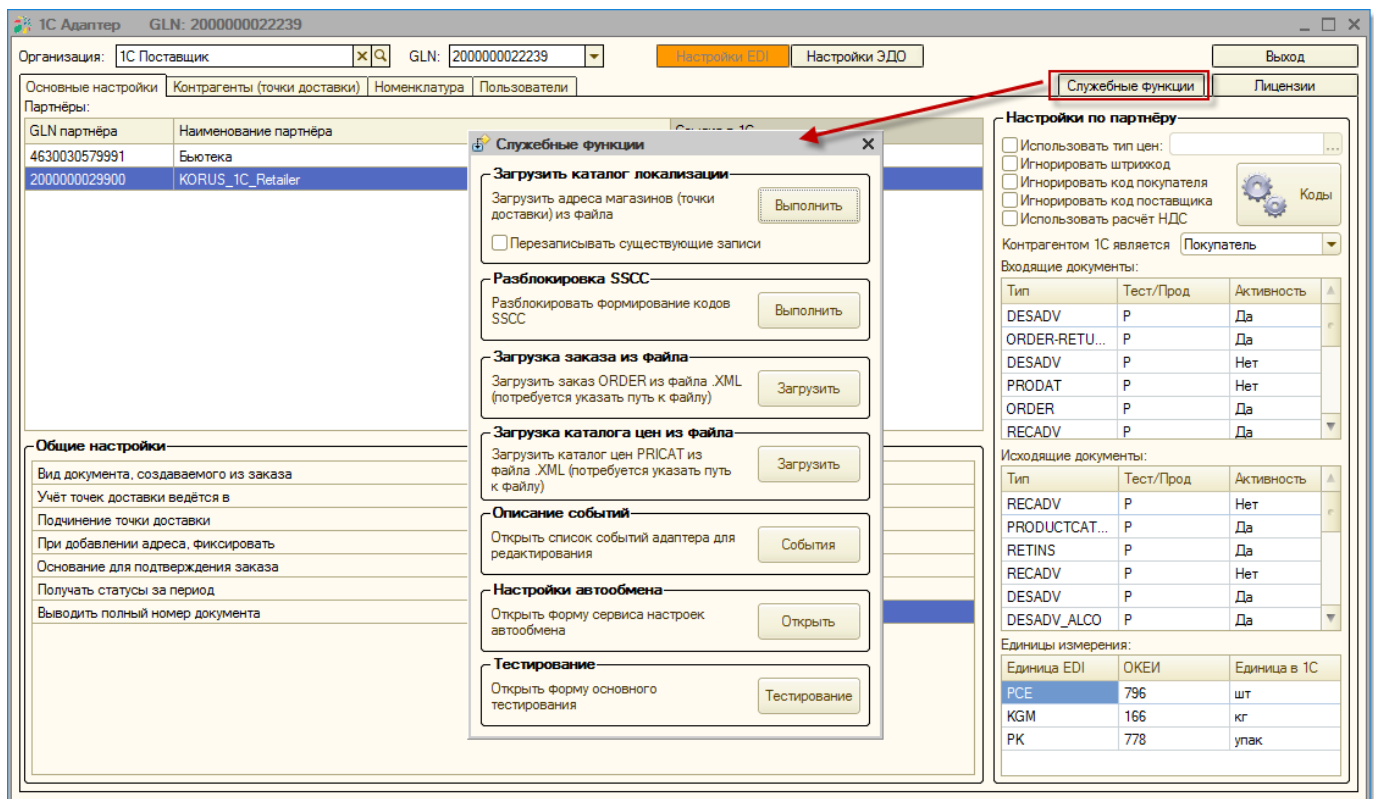 1С Адаптер GLN: 2000000022239
Организация: 1С Поставщик GLN: 2000000022239 Настройки EDI Настройки ЭДО Выход
Основные настройки Контрагенты (точки доставки) Номенклатура Пользователи Служебные функции Лицензии
Партнёры:
GLN партнёра Наименование партнёра
4630030579991 Бьютека
2000000029900 KORUS_1C_Retailer
Общие настройки
Вид документа, создаваемого из заказа
Учёт точек доставки ведётся в
Подчинение точки доставки
При добавлении адреса, фиксировать
Основание для подтверждения заказа
Получать статусы за период
Выводить полный номер документа
Служебные функции
Загрузить каталог локализации
Загрузить адреса магазинов (точки
доставки) из файла
Выполнить
Перезаписывать существующие записи
Разблокировка SSCC
Разблокировать формирование кодов
SSCC
Выполнить
Загрузка заказа из файла
Загрузить заказ ORDER из файла .XML
(потребуется указать путь к файлу)
Загрузить
Загрузка каталога цен из файла
Загрузить каталог цен PRICAT из
файла .XML (потребуется указать путь
к файлу)
Загрузить
Описание событий
Открыть список событий адаптера для
редактирования
События
Настройки автообмена
Открыть форму сервиса настроек
автообмена
Открыть
Тестирование
Открыть форму основного
тестирования
Тестирование
Настройки по партнёру
Использовать тип цен: ...
Игнорировать штрихкод
Игнорировать код покупателя
Игнорировать код поставщика
Использовать расчёт НДС
Коды
Контрагентом 1С является Покупатель
Входящие документы:
Тип Тест/Прод Активность
DESADV P Да
ORDER-RETU... P Да
DESADV P Нет
PRODAT P Нет
ORDER P Да
RECADV P Да
Исходящие документы:
Тип Тест/Прод Активность
RECADV P Нет
PRODUCTCAT... P Да
RETINS P Да
RECADV P Нет
DESADV P Да
DESADV_ALCO P Да
Единицы измерения:
Единица EDI ОКЕИ Единица в 1С
PCE 796 шт
KGM 166 кг
PK 778 упак